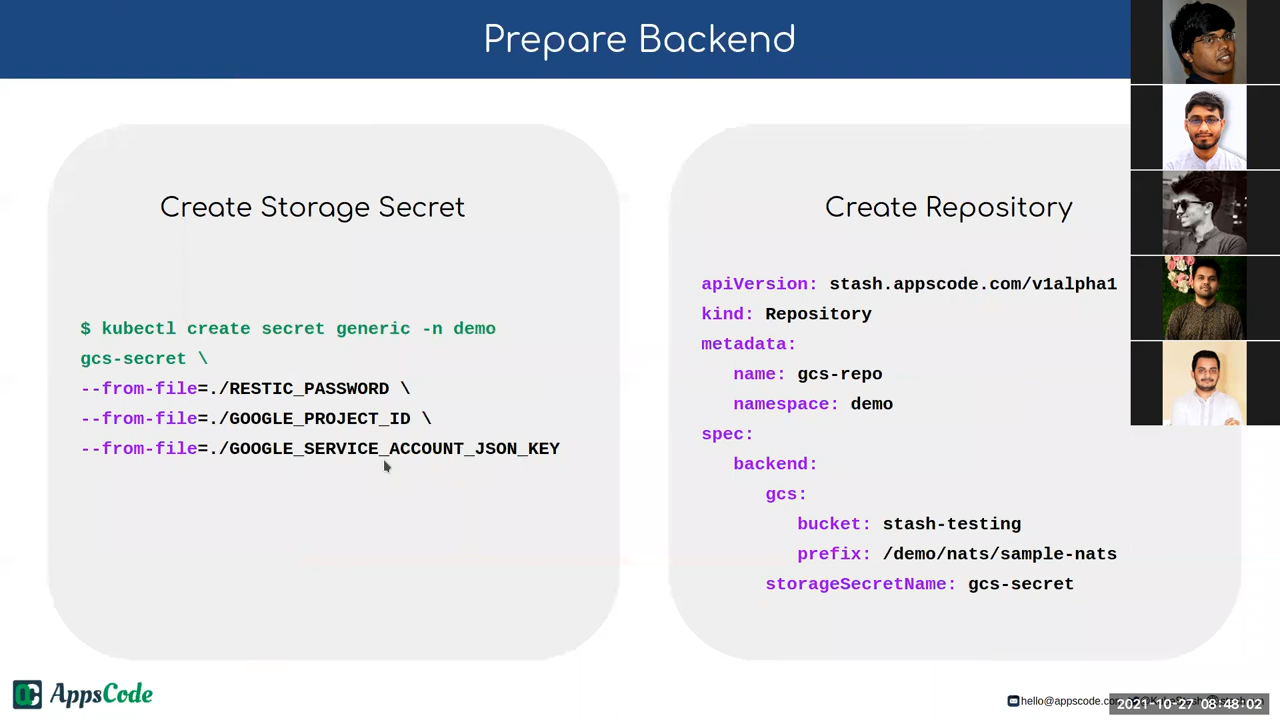 Prepare Backend
Create Storage Secret
$ kubectl create secret generic -n demo
gcs-secret \
--from-file=./RESTIC_PASSWORD \
--from-file=./GOOGLE_PROJECT_ID \
--from-file=./GOOGLE_SERVICE_ACCOUNT_JSON_KEY
Create Repository
apiVersion: stash.appscode.com/v1alpha1
kind: Repository
metadata:
name: gcs-repo
namespace: demo
spec:
backend:
gcs:
bucket: stash-testing
prefix: /demo/nats/sample-nats
storageSecretName: gcs-secret
AppsCode
hello@appscode.com
2021-10-27 08:48:02